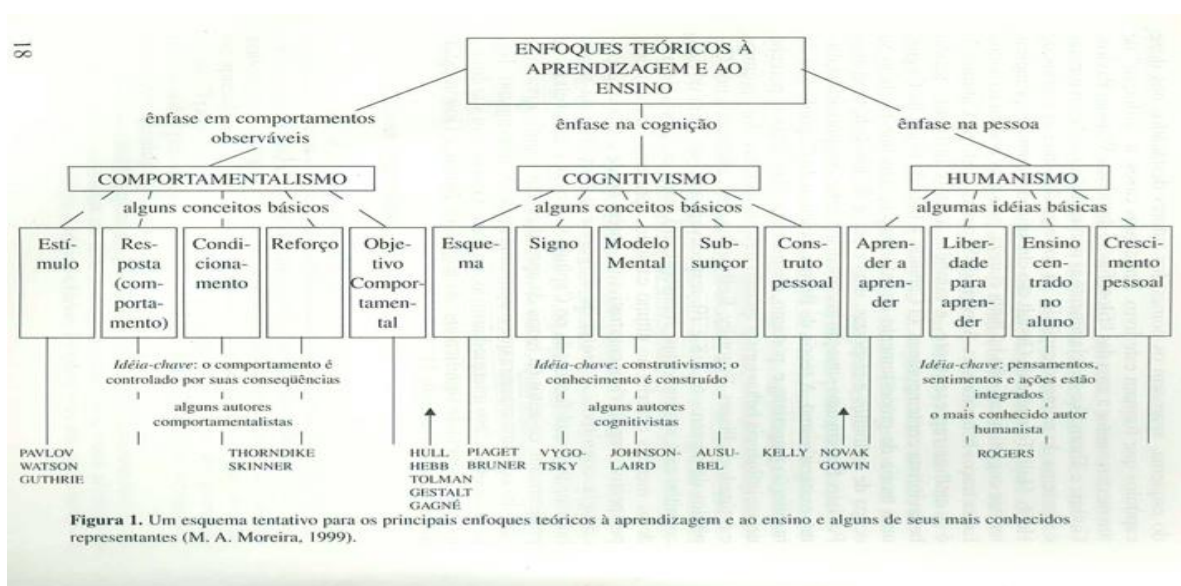 18
ENFOQUES TEÓRICOS À
APRENDIZAGEM E AO
ENSINO
ênfase em comportamentos
observáveis
ênfase na cognição
ênfase na pessoa
COMPORTAMENTALISMO
COGNITIVISMO
HUMANISMO
alguns conceitos básicos
alguns conceitos básicos
algumas idéias básicas
Estí-
mulo
Res-
posta
(com-
porta-
mento)
Condi-
ciona-
mento
Reforço
Obje-
tivo
Compor-
tamen-
tal
Esque-
ma
Signo
Modelo
Mental
Sub-
sunçor
Cons-
truto
pessoal
Apren-
der a
apren-
der
Liber-
dade
para
apren-
der
Ensino
cen-
trado
no
aluno
Cresci-
mento
pessoal
Idéia-chave: o comportamento é
controlado por suas conseqüências
Idéia-chave: construtivismo; o
conhecimento é construído
Idéia-chave: pensamentos,
sentimentos e ações estão
integrados
alguns autores
comportamentalistas
alguns autores
cognitivistas
o mais conhecido autor
humanista
PAVLOV
WATSON
GUTHRIE
THORNDIKE
SKINNER
HULL
HEBB
TOLMAN
GESTALT
GAGNÉ
PIAGET
BRUNER
VYGO-
TSKY
JOHNSON-
LAIRD
AUSU-
BEL
KELLY
NOVAK
GOWIN
ROGERS
Figura 1. Um esquema tentativo para os principais enfoques teóricos à aprendizagem e ao ensino e alguns de seus mais conhecidos
representantes (M. A. Moreira, 1999).